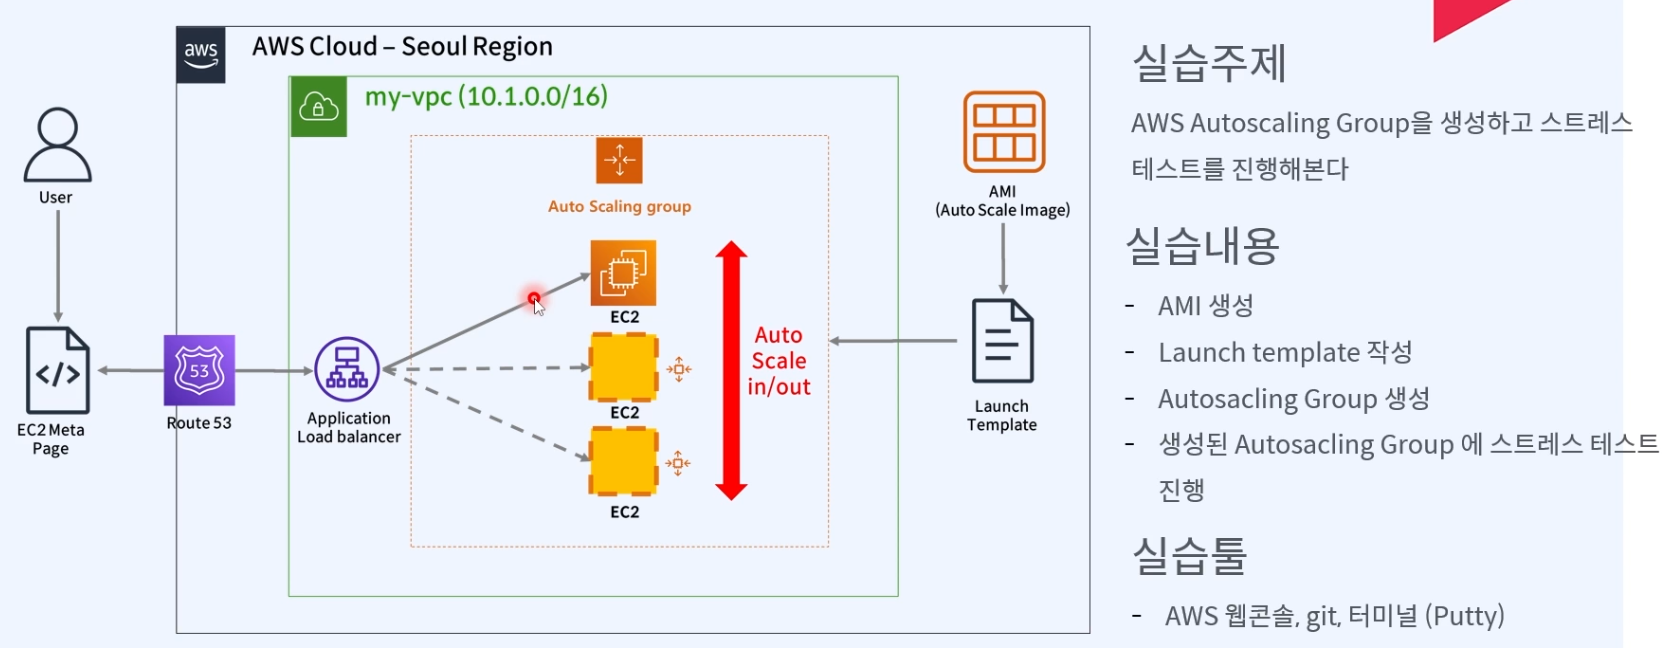 aws
AWS Cloud – Seoul Region
my-vpc (10.1.0.0/16)
User
EC2 Meta
Page
53
Route 53
Application
Load balancer
Auto Scaling group
EC2
EC2
EC2
Auto
Scale
in/out
AMI
(Auto Scale Image)
Launch
Template
실습주제
AWS Autoscaling Group을 생성하고 스트레스
테스트를 진행해본다
실습내용
- AMI 생성
- Launch template 작성
- Autosacling Group 생성
- 생성된 Autosacling Group 에 스트레스 테스트
진행
실습툴
- AWS 웹콘솔, git, 터미널 (Putty)